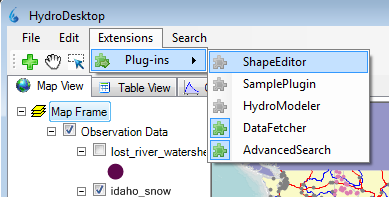 HydroDesktop
File Edit Extensions Search
Plug-ins
ShapeEditor
SamplePlugin
HydroModeler
DataFetcher
AdvancedSearch
Map View Table View
Map Frame
Observation Data
lost_river_watershe
idaho_snow